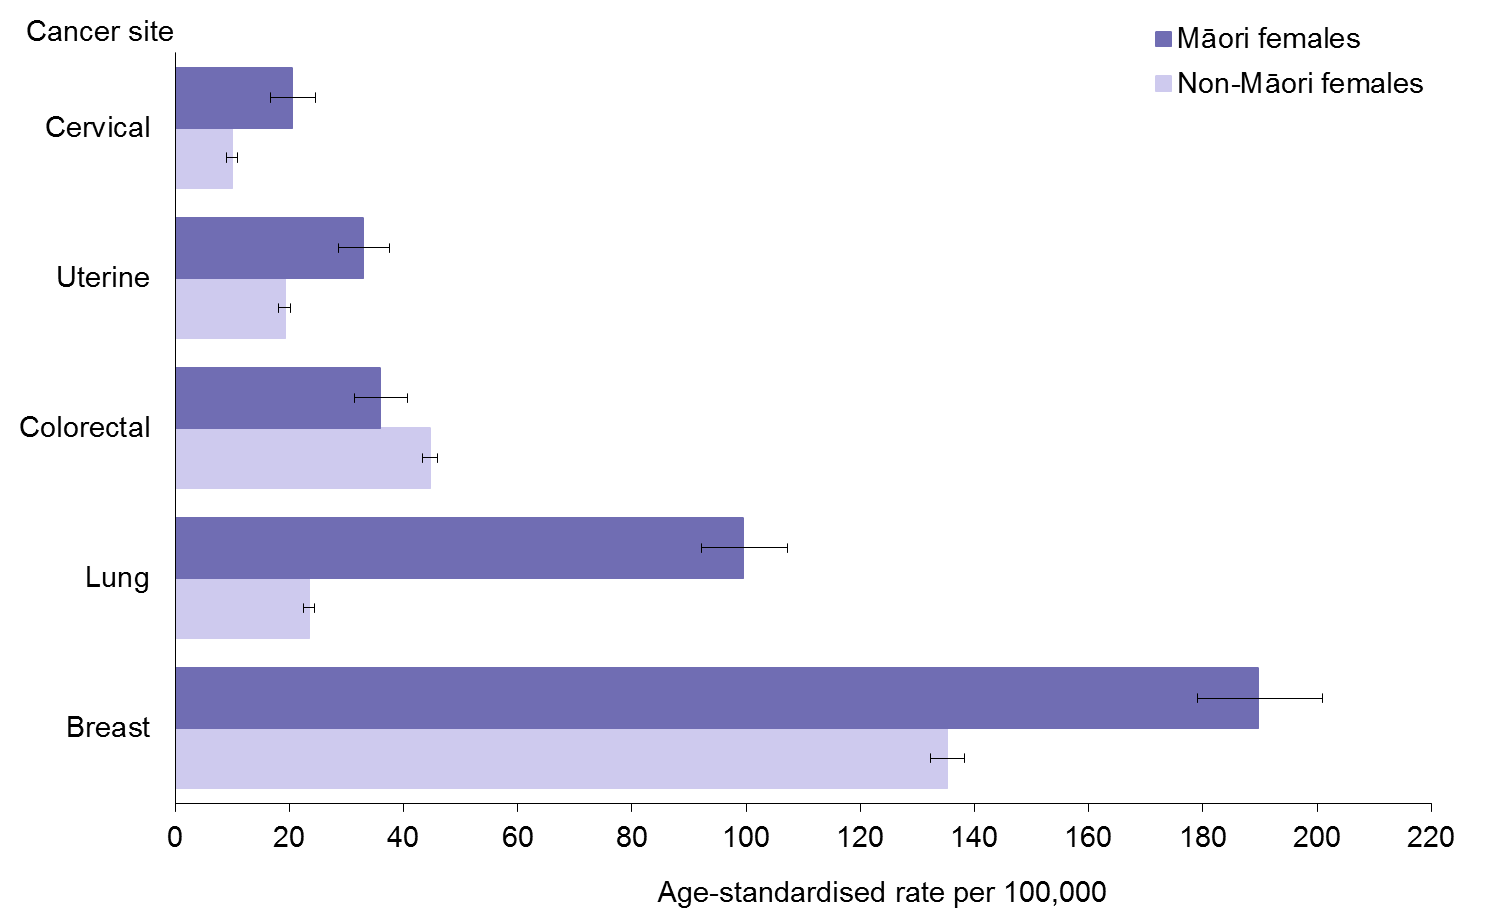 Cancer site
Māori females
Non-Māori females
Cervical
Uterine
Colorectal
Lung
Breast
0 20 40 60 80 100 120 140 160 180 200 220
Age-standardised rate per 100,000